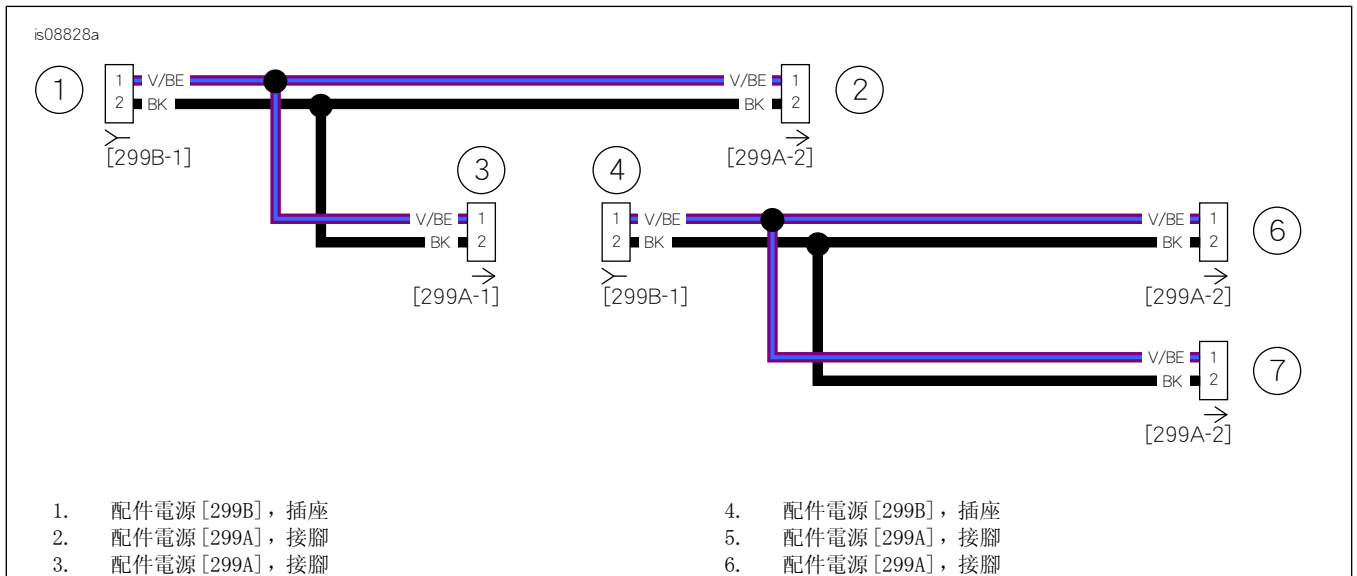 is08828a
1 1 V/BE V/BE 1 2
2 BK BK 2
[299B-1] [299A-2]
3 4
V/BE 1 1 V/BE V/BE 1 6
BK 2 2 BK BK 2
[299A-1] [299B-1] [299A-2]
V/BE 1 7
BK 2
[299A-2]
1. 配件電源[299B]，插座
2. 配件電源[299A]，接腳
3. 配件電源[299A]，接腳
4. 配件電源[299B]，插座
5. 配件電源[299A]，接腳
6. 配件電源[299A]，接腳